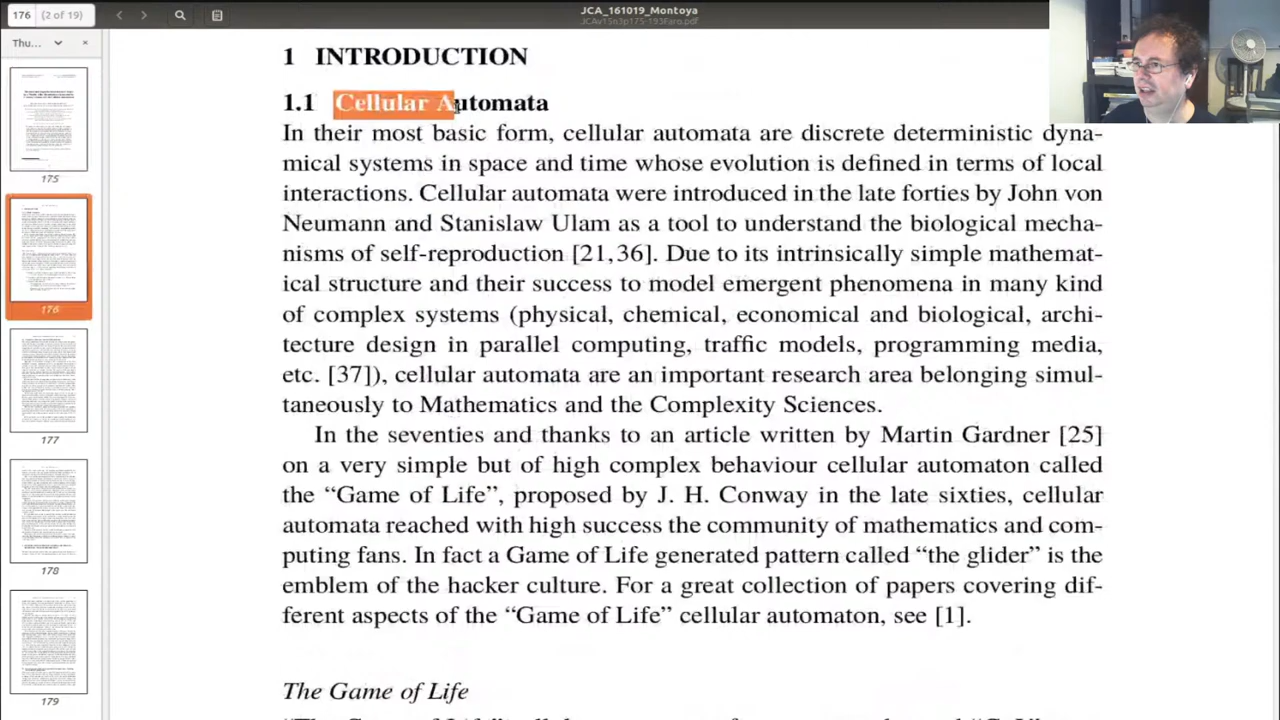 176 (2 of 19)
JCA_161019_Montoya
JCAv15n3p175-193Faro.pdf
Thu...
175
176
177
178
179
1 INTRODUCTION
1.1 Cellular Automata
In their most basic form, cellular automata are discrete deterministic dyna-
mical systems in space and time whose evolution is defined in terms of local
interactions. Cellular automata were introduced in the late forties by John von
Neumann and Stanislaw Ulam as a tool to understand the biological mecha-
nisms of self-reproduction [21,36]. Due to its intrinsically simple mathemat-
ical structure and their success to model emergent phenomena in many kind
of complex systems (physical, chemical, economical and biological, archi-
tecture design in parallel computing, traffic models, programming media,
etc. [37]), cellular automata are an important research area belonging simul-
taneously to Mathematics and the Complexity Sciences.
In the seventies and thanks to an article written by Martin Gardner [25]
on a very simple but of high complex behaviour cellular automaton called
the "Game of Life" proposed by J. H. Conway in the late sixties, cellular
automata reached with high success the community of mathematics and com-
puting fans. In fact a Game of Life generated pattern called “the glider” is the
emblem of the hacker culture. For a great collection of papers covering dif-
ferent aspects of the “Game of Life” cellular automaton, see [1].
The Game of Life